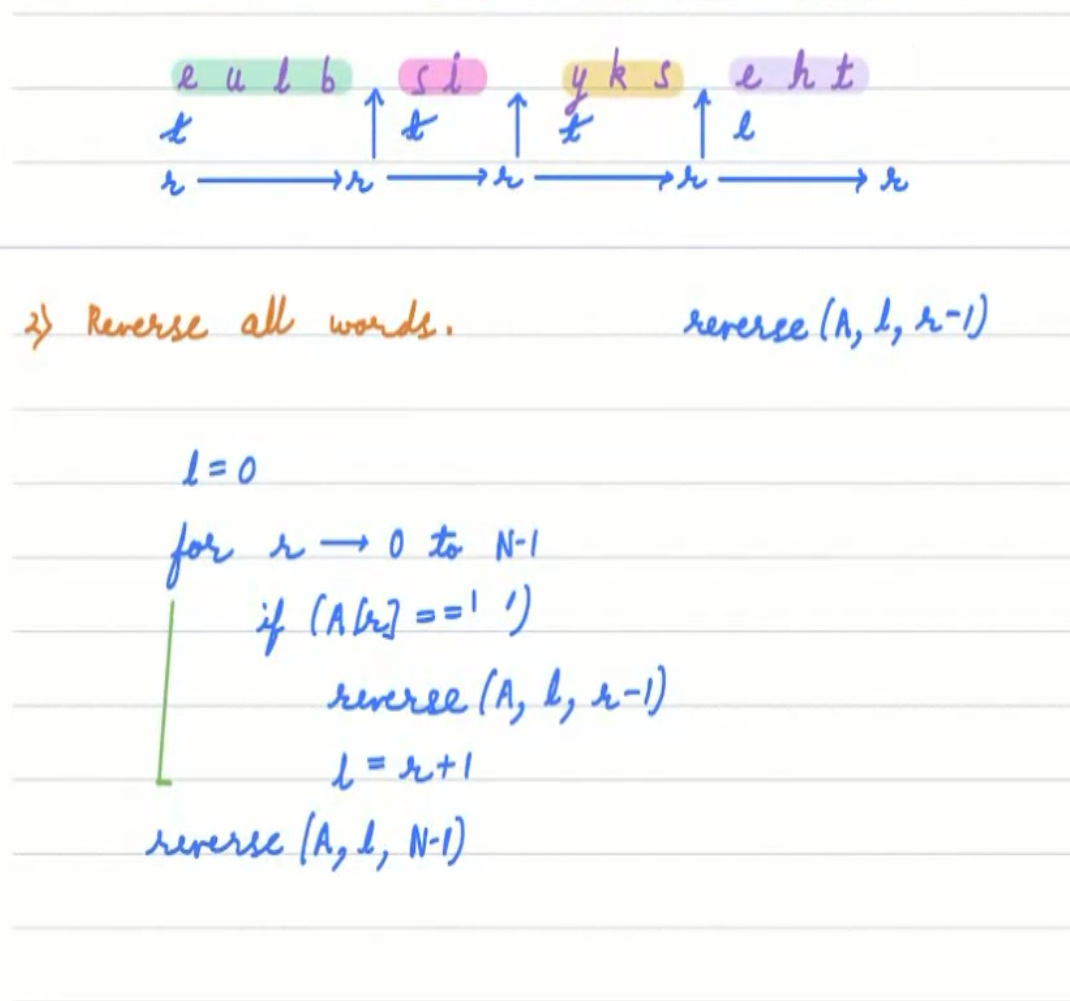 e u l b s i y k s e h t
l l l l
r → r → r → r → r
2) Reverse all words. reverse (A, l, r-1)
l = 0
for r → 0 to N-1
if (A[r] == ' ')
reverse (A, l, r-1)
l = r+1
reverse (A, l, N-1)